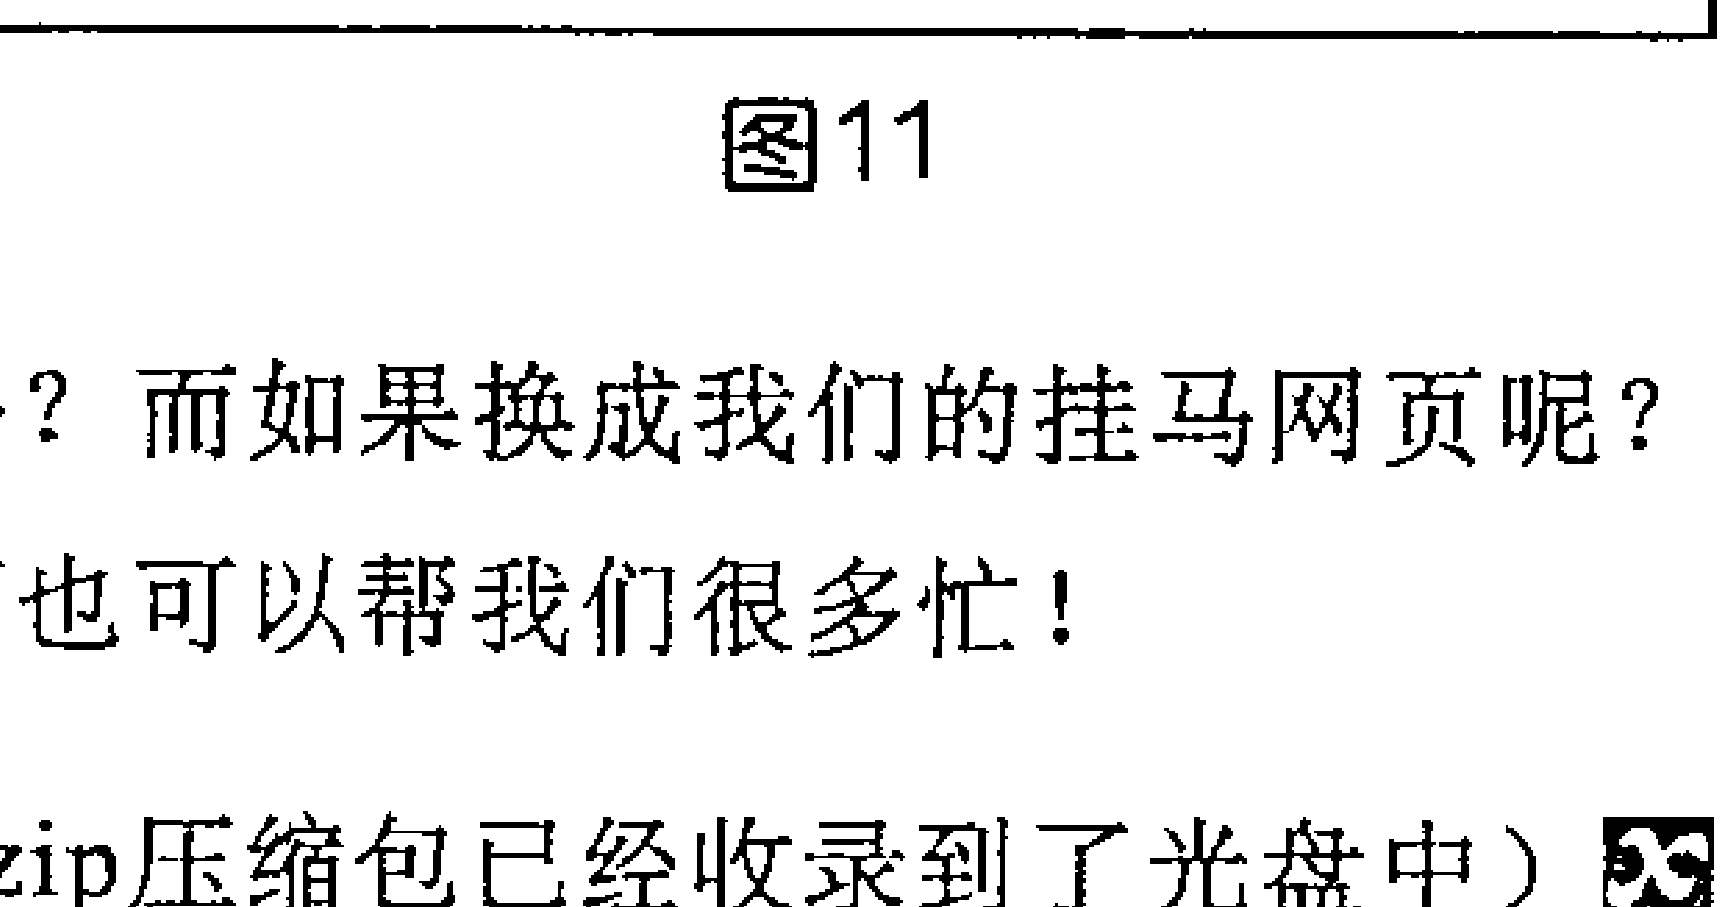 图11
？而如果换成我们的挂马网页呢？
也可以帮我们很多忙！
zip压缩包已经收录到了光盘中）